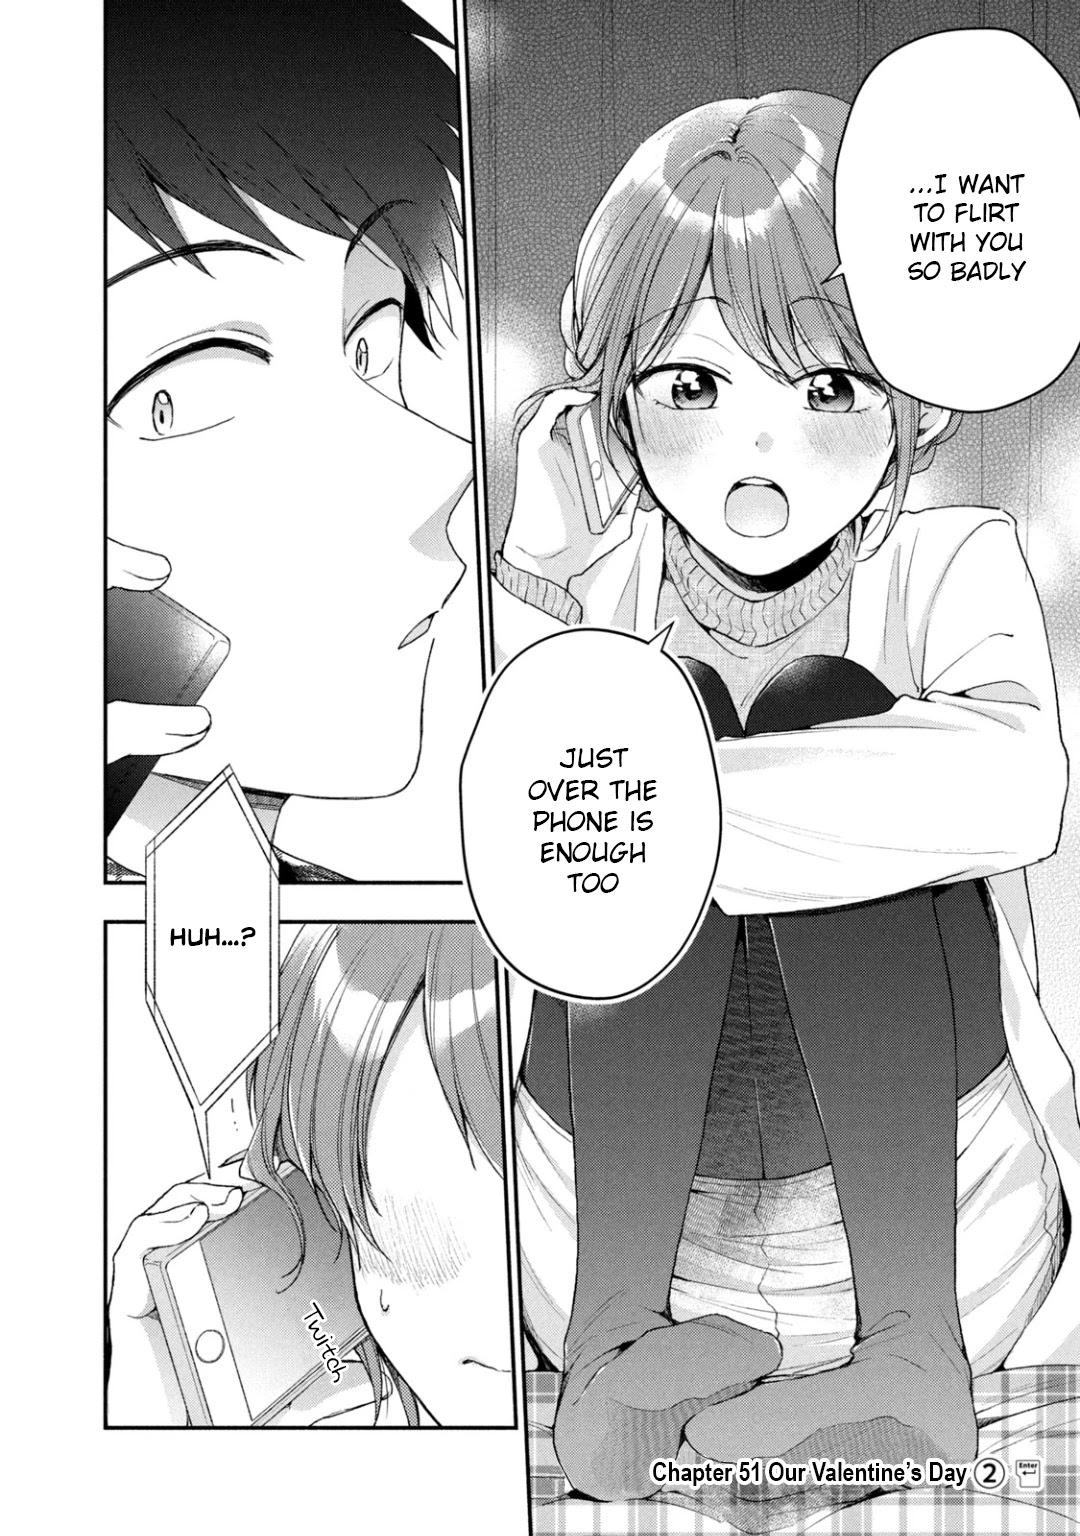 ...I WANT
TO FLIRT
WITH YOU
SO BADLY
JUST
OVER THE
PHONE IS
ENOUGH
TOO
HUH...?
...
Twitch
Chapter 51 Our Valentine's Day ② Enter